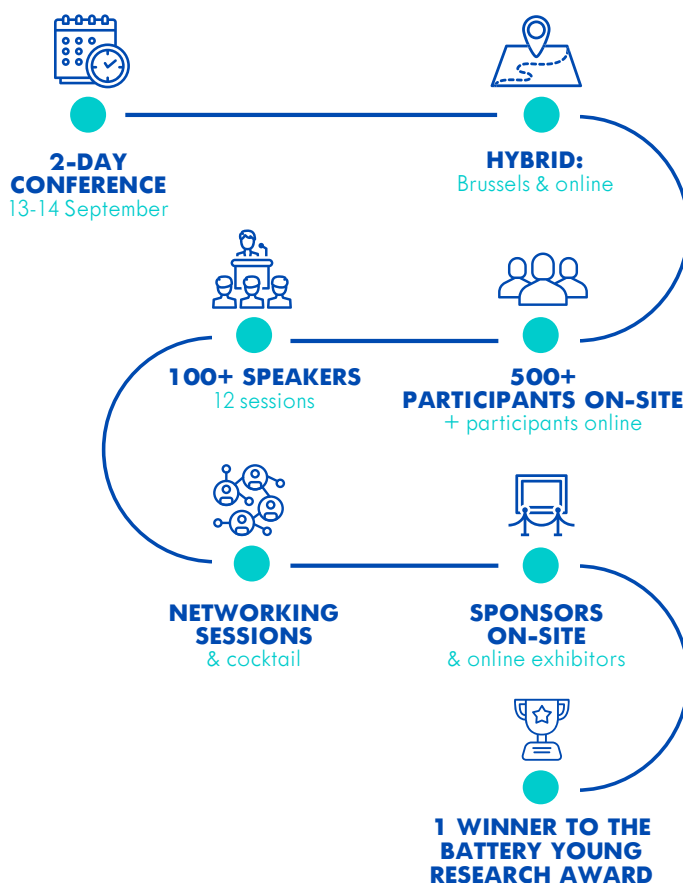 2-DAY
CONFERENCE
13-14 September
HYBRID:
Brussels & online
100+ SPEAKERS
12 sessions
500+
PARTICIPANTS ON-SITE
+ participants online
NETWORKING
SESSIONS
& cocktail
SPONSORS
ON-SITE
& online exhibitors
1 WINNER TO THE
BATTERY YOUNG
RESEARCH AWARD